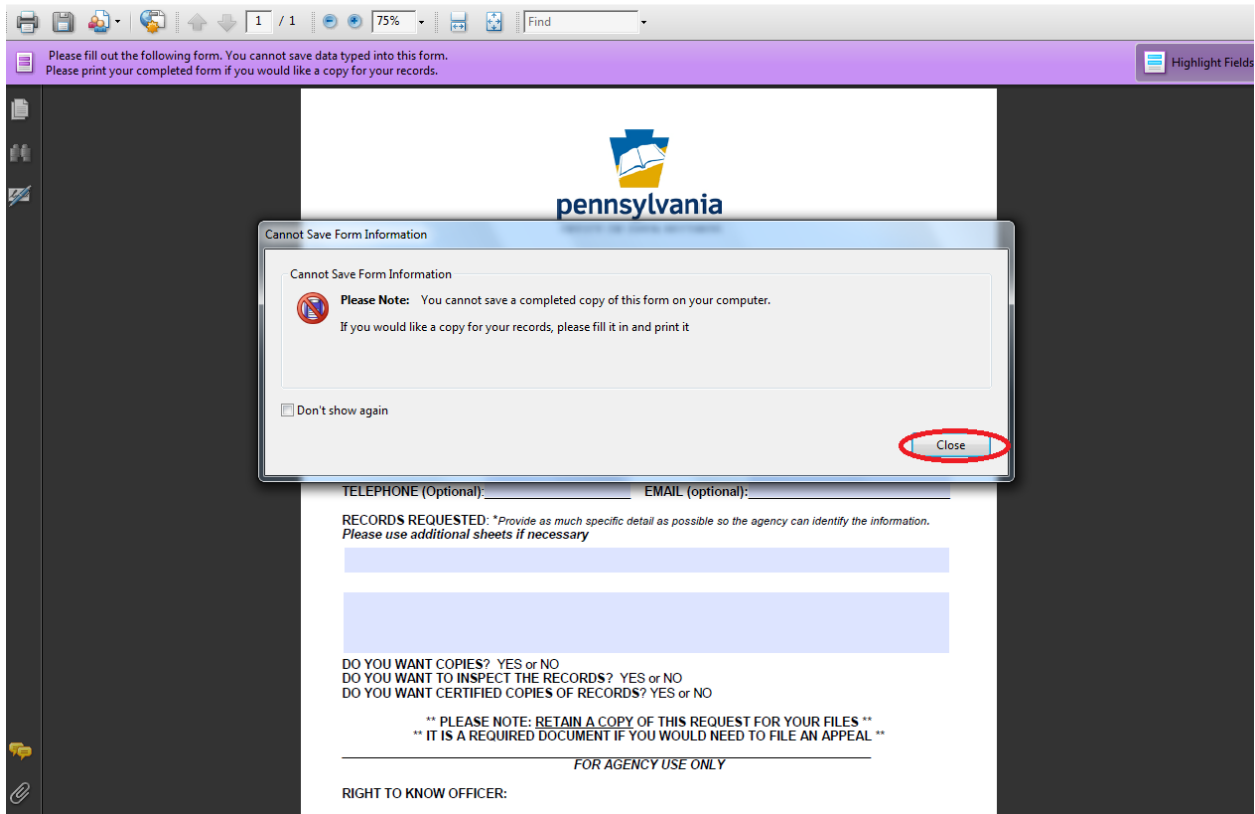 1 / 1 75% Find
Please fill out the following form. You cannot save data typed into this form.
Please print your completed form if you would like a copy for your records.
Highlight Fields
pennsylvania
Cannot Save Form Information
Cannot Save Form Information
Please Note: You cannot save a completed copy of this form on your computer.
If you would like a copy for your records, please fill it in and print it
Don't show again
Close
TELEPHONE (Optional): EMAIL (optional):
RECORDS REQUESTED: *Provide as much specific detail as possible so the agency can identify the information.
Please use additional sheets if necessary
DO YOU WANT COPIES? YES or NO
DO YOU WANT TO INSPECT THE RECORDS? YES or NO
DO YOU WANT CERTIFIED COPIES OF RECORDS? YES or NO
** PLEASE NOTE: RETAIN A COPY OF THIS REQUEST FOR YOUR FILES **
** IT IS A REQUIRED DOCUMENT IF YOU WOULD NEED TO FILE AN APPEAL **
FOR AGENCY USE ONLY
RIGHT TO KNOW OFFICER: